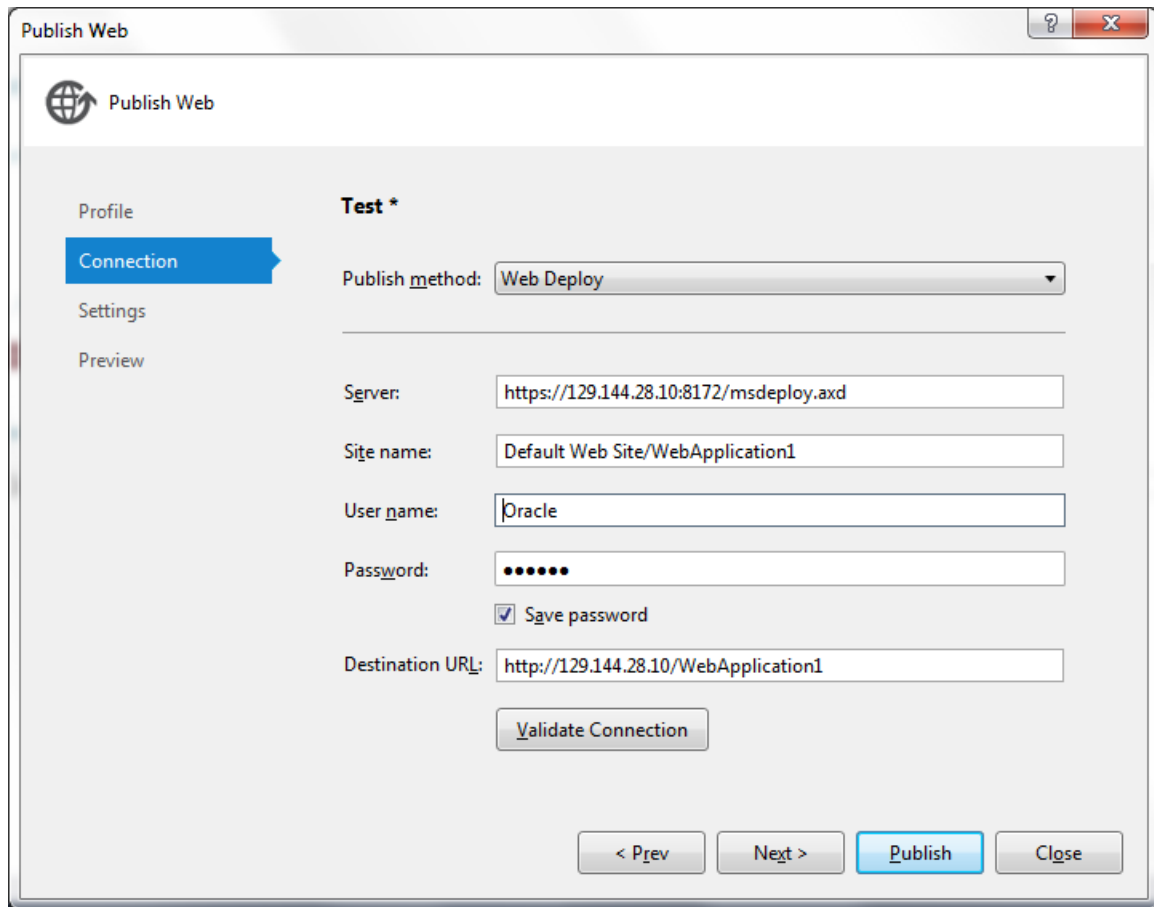 Publish Web
Publish Web
Profile
Connection
Settings
Preview
Test *
Publish method: Web Deploy
Server: https://129.144.28.10:8172/msdeploy.axd
Site name: Default Web Site/WebApplication1
User name: Oracle
Password: ••••••
Save password
Destination URL: http://129.144.28.10/WebApplication1
Validate Connection
< Prev Next > Publish Close